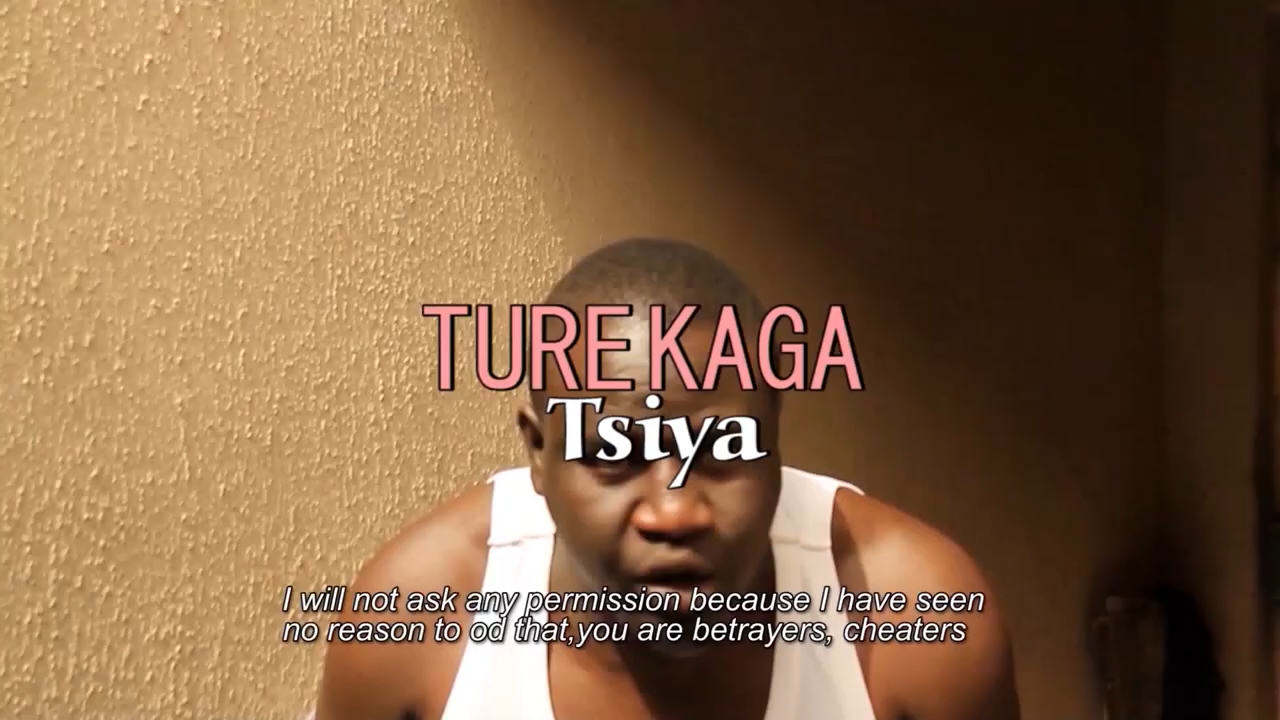 TURE KAGA
Tsiya
I will not ask any permission because I have seen
no reason to od that,you are betrayers, cheaters